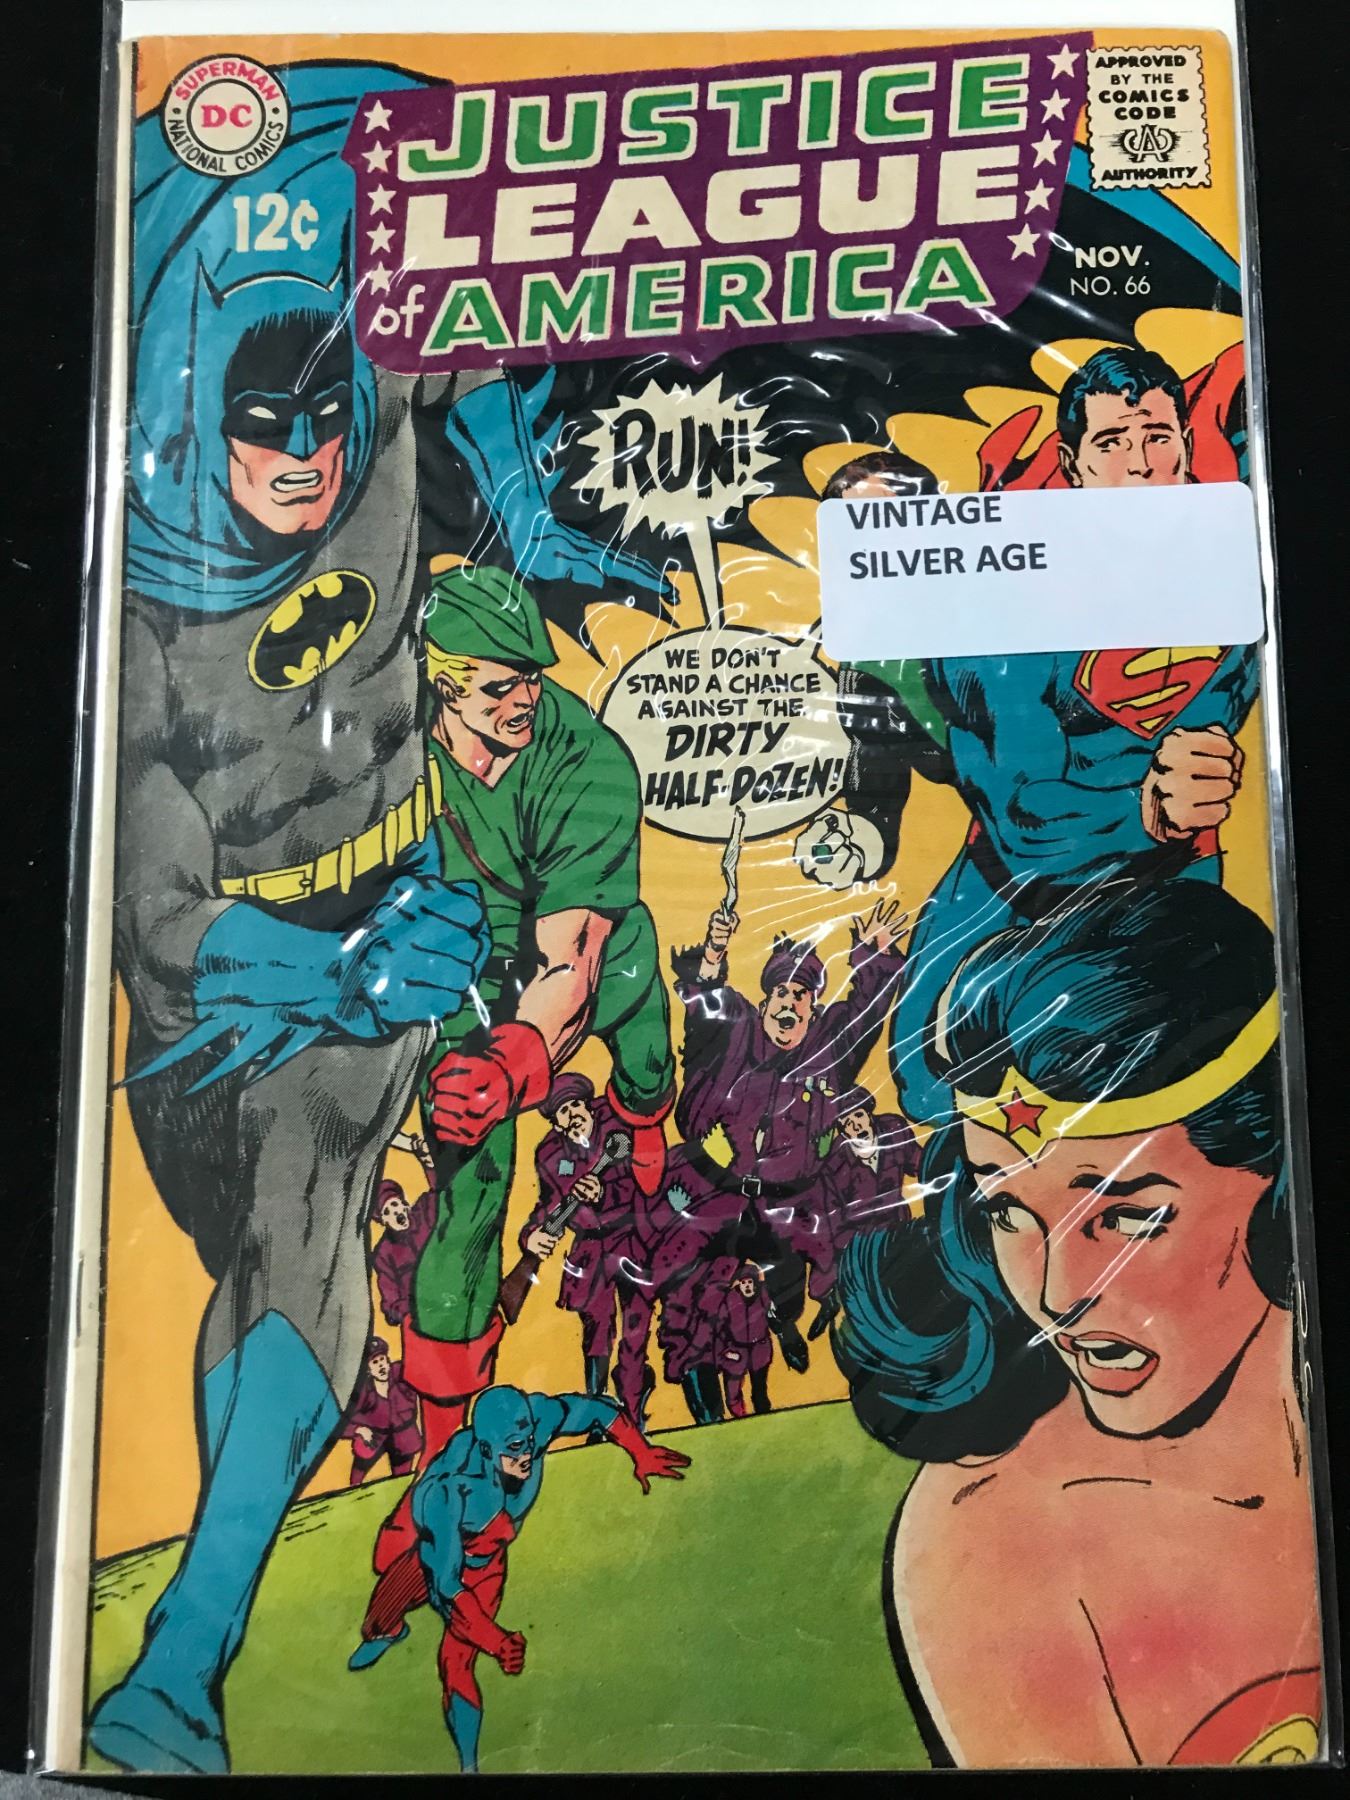 SUPERMAN
DC
NATIONAL COMICS
12¢
JUSTICE
LEAGUE
of AMERICA
APPROVED
BY THE
COMICS
CODE
AUTHORITY
NOV.
NO. 66
RUN!
VINTAGE
SILVER AGE
WE DON'T
STAND A CHANCE
AGAINST THE
DIRTY
HALF-DOZEN!